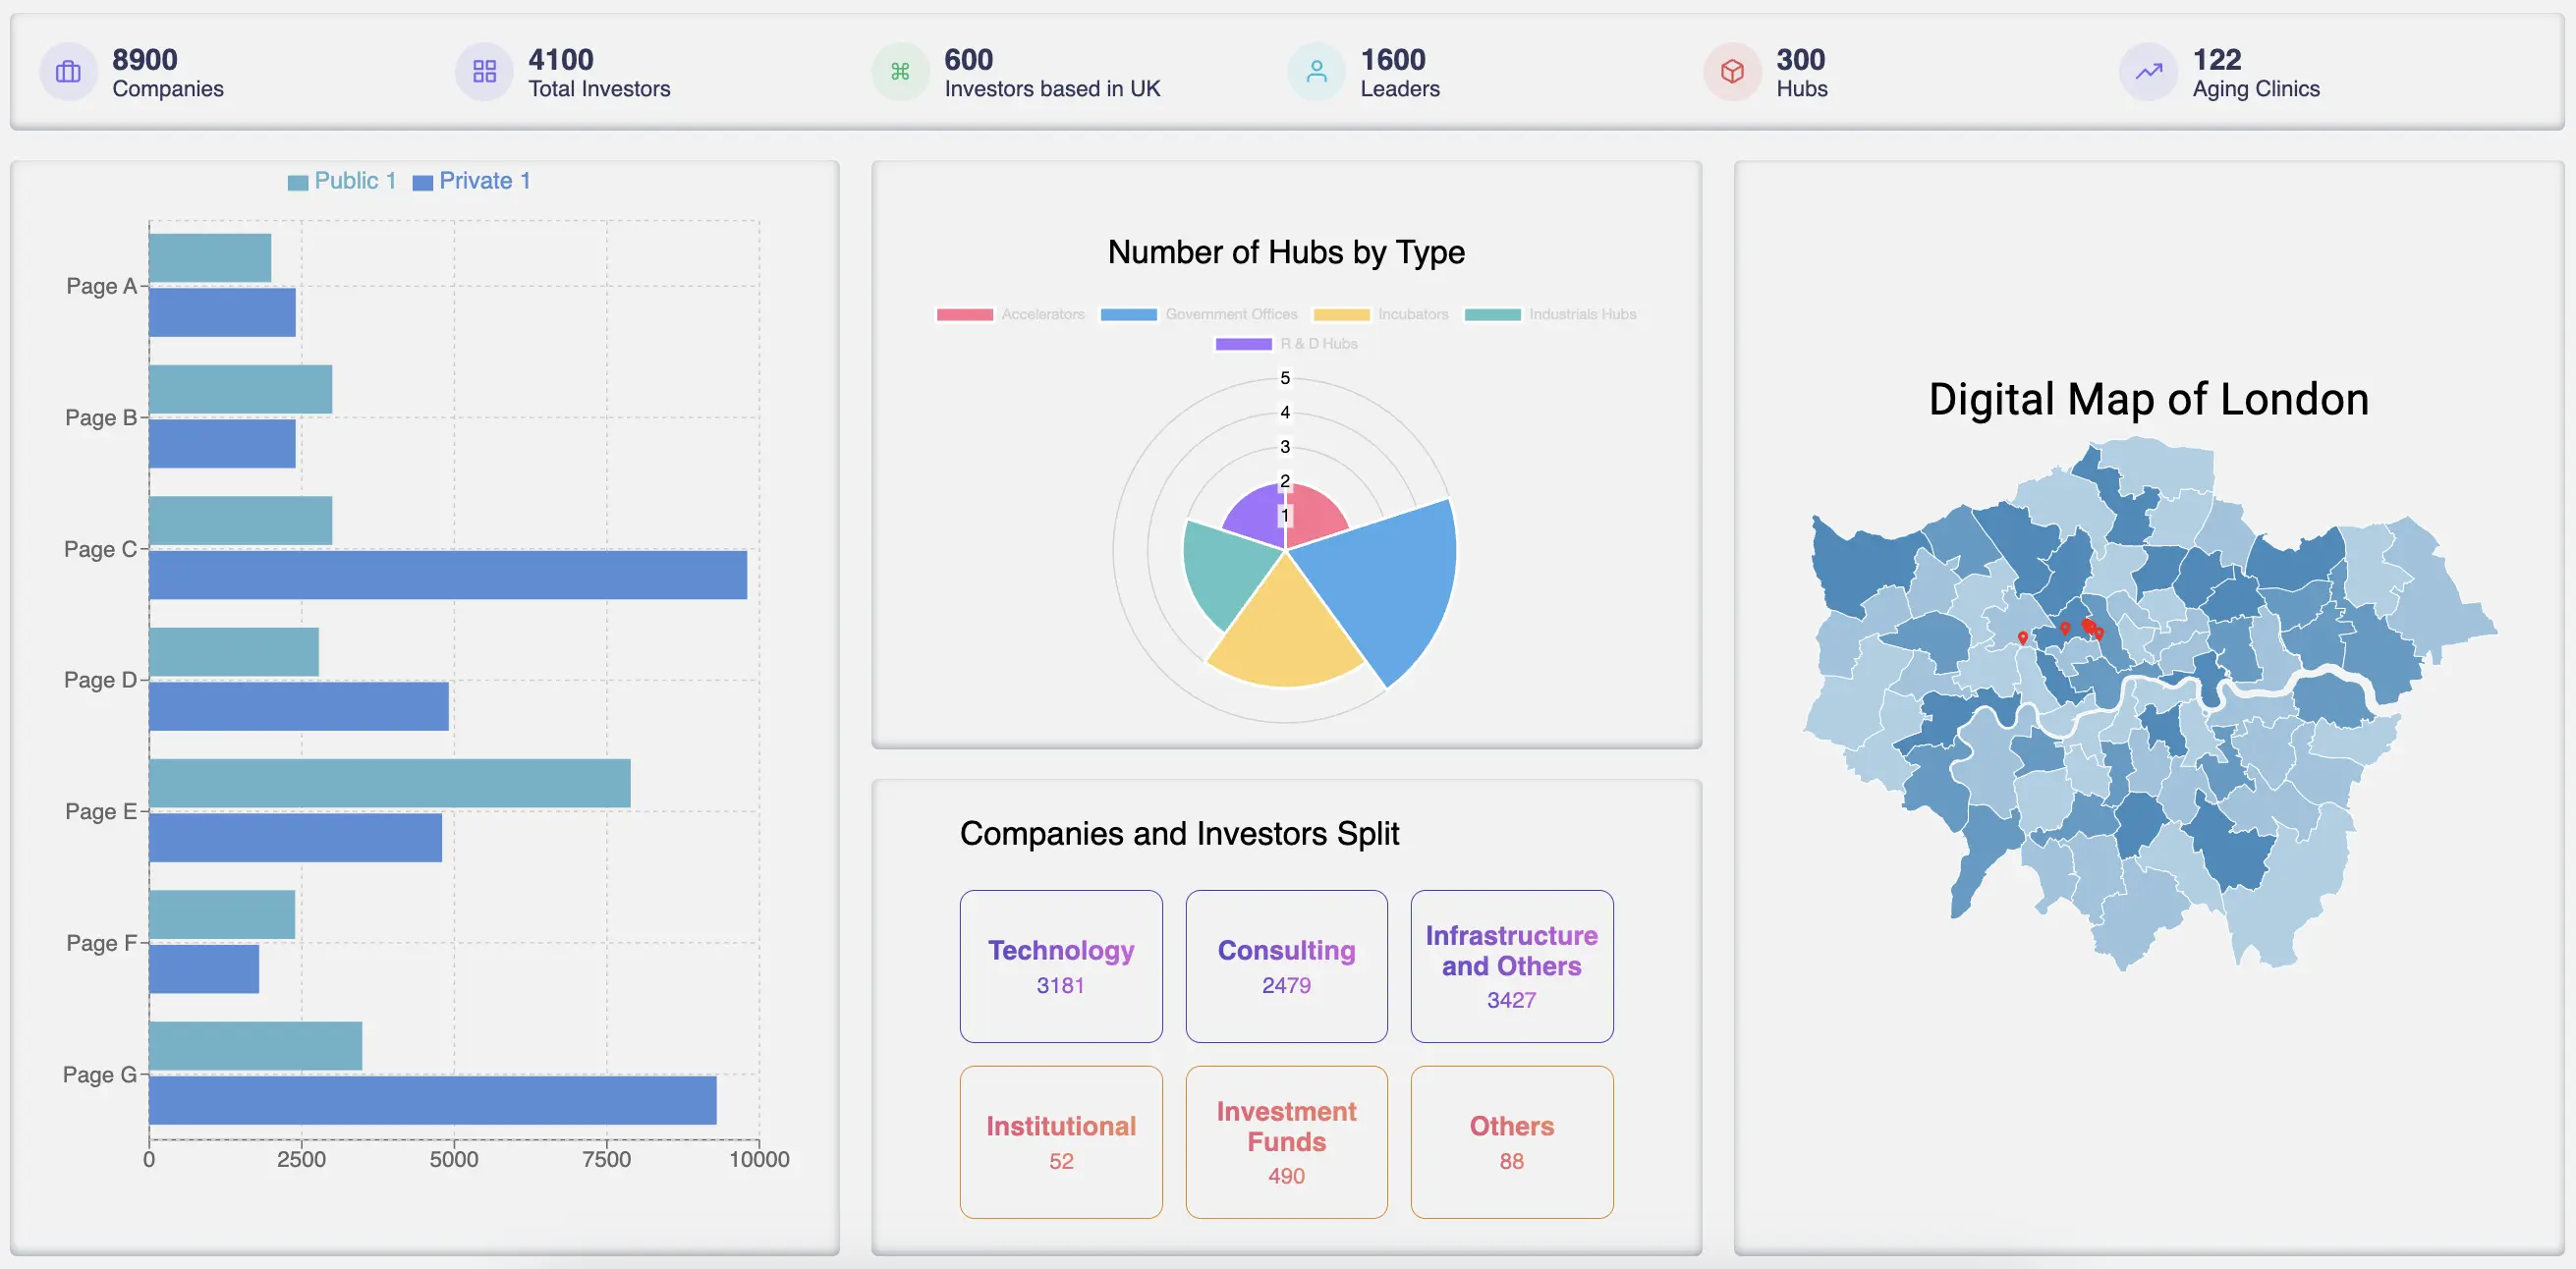 8900
Companies
4100
Total Investors
600
Investors based in UK
1600
Leaders
300
Hubs
122
Aging Clinics
Public 1 Private 1
Page A
Page B
Page C
Page D
Page E
Page F
Page G
0 2500 5000 7500 10000
Number of Hubs by Type
Accelerators Government Offices Incubators Industrials Hubs
R & D Hubs
5
4
3
2
1
Companies and Investors Split
Technology
3181
Consulting
2479
Infrastructure
and Others
3427
Institutional
52
Investment
Funds
490
Others
88
Digital Map of London